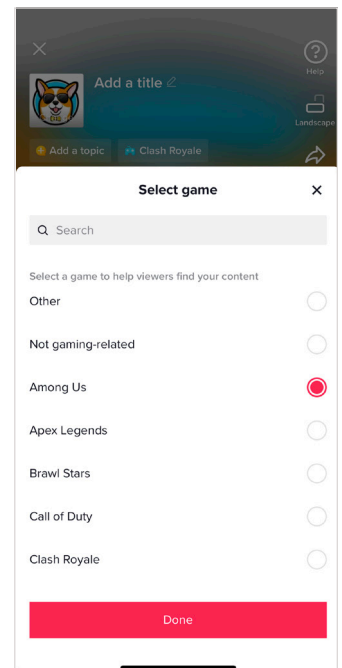 Add a title
Help
Landscape
Add a topic
Clash Royale
Select game
Search
Select a game to help viewers find your content
Other
Not gaming-related
Among Us
Apex Legends
Brawl Stars
Call of Duty
Clash Royale
Done